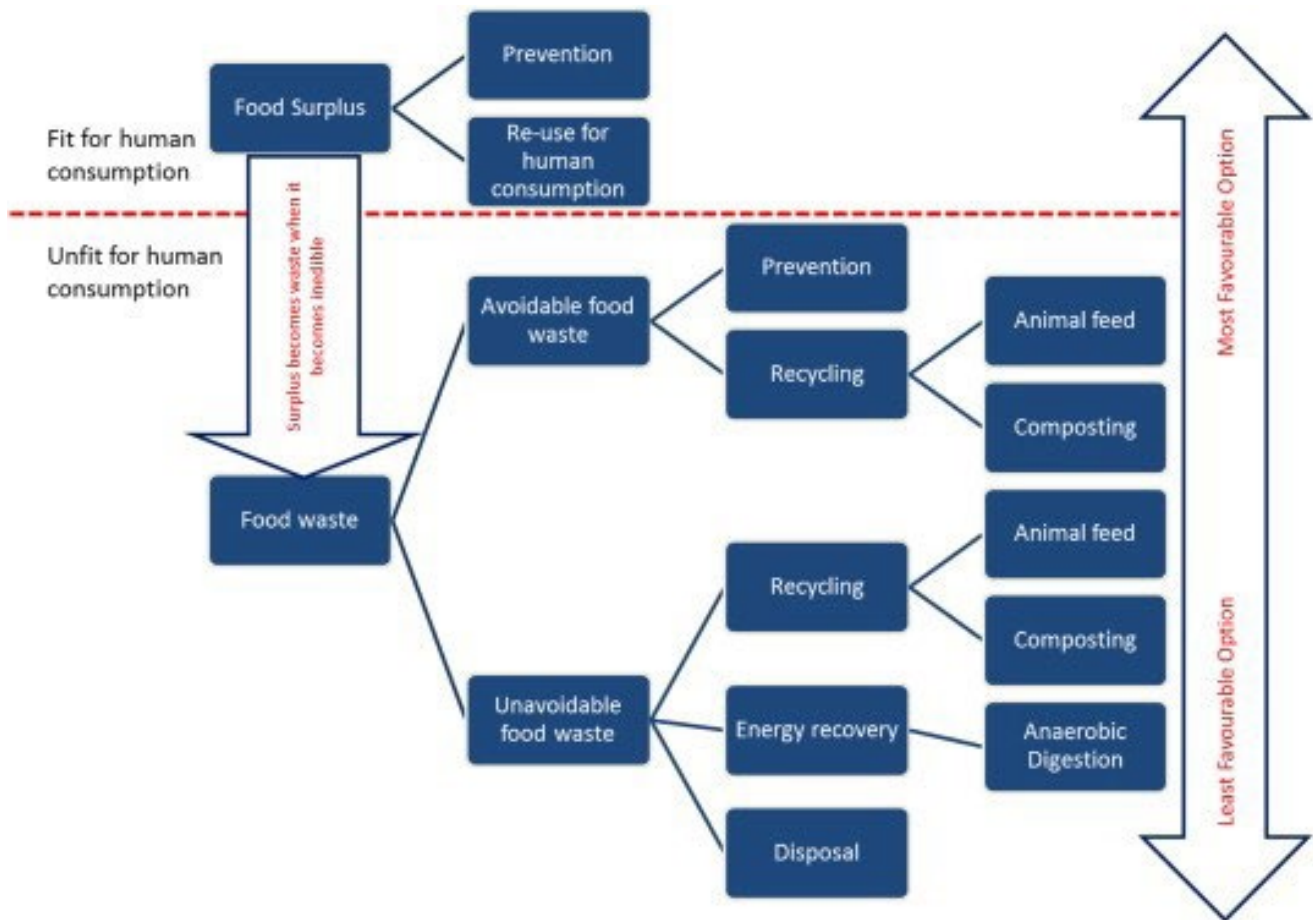 Prevention
Food Surplus
Re-use for
human
consumption
Fit for human
consumption
Surplus becomes waste when it
becomes inedible
Unfit for human
consumption
Prevention
Avoidable food
waste
Animal feed
Recycling
Composting
Food waste
Animal feed
Recycling
Composting
Unavoidable
food waste
Energy recovery
Anaerobic
Digestion
Disposal
Most Favourable Option
Least Favourable Option